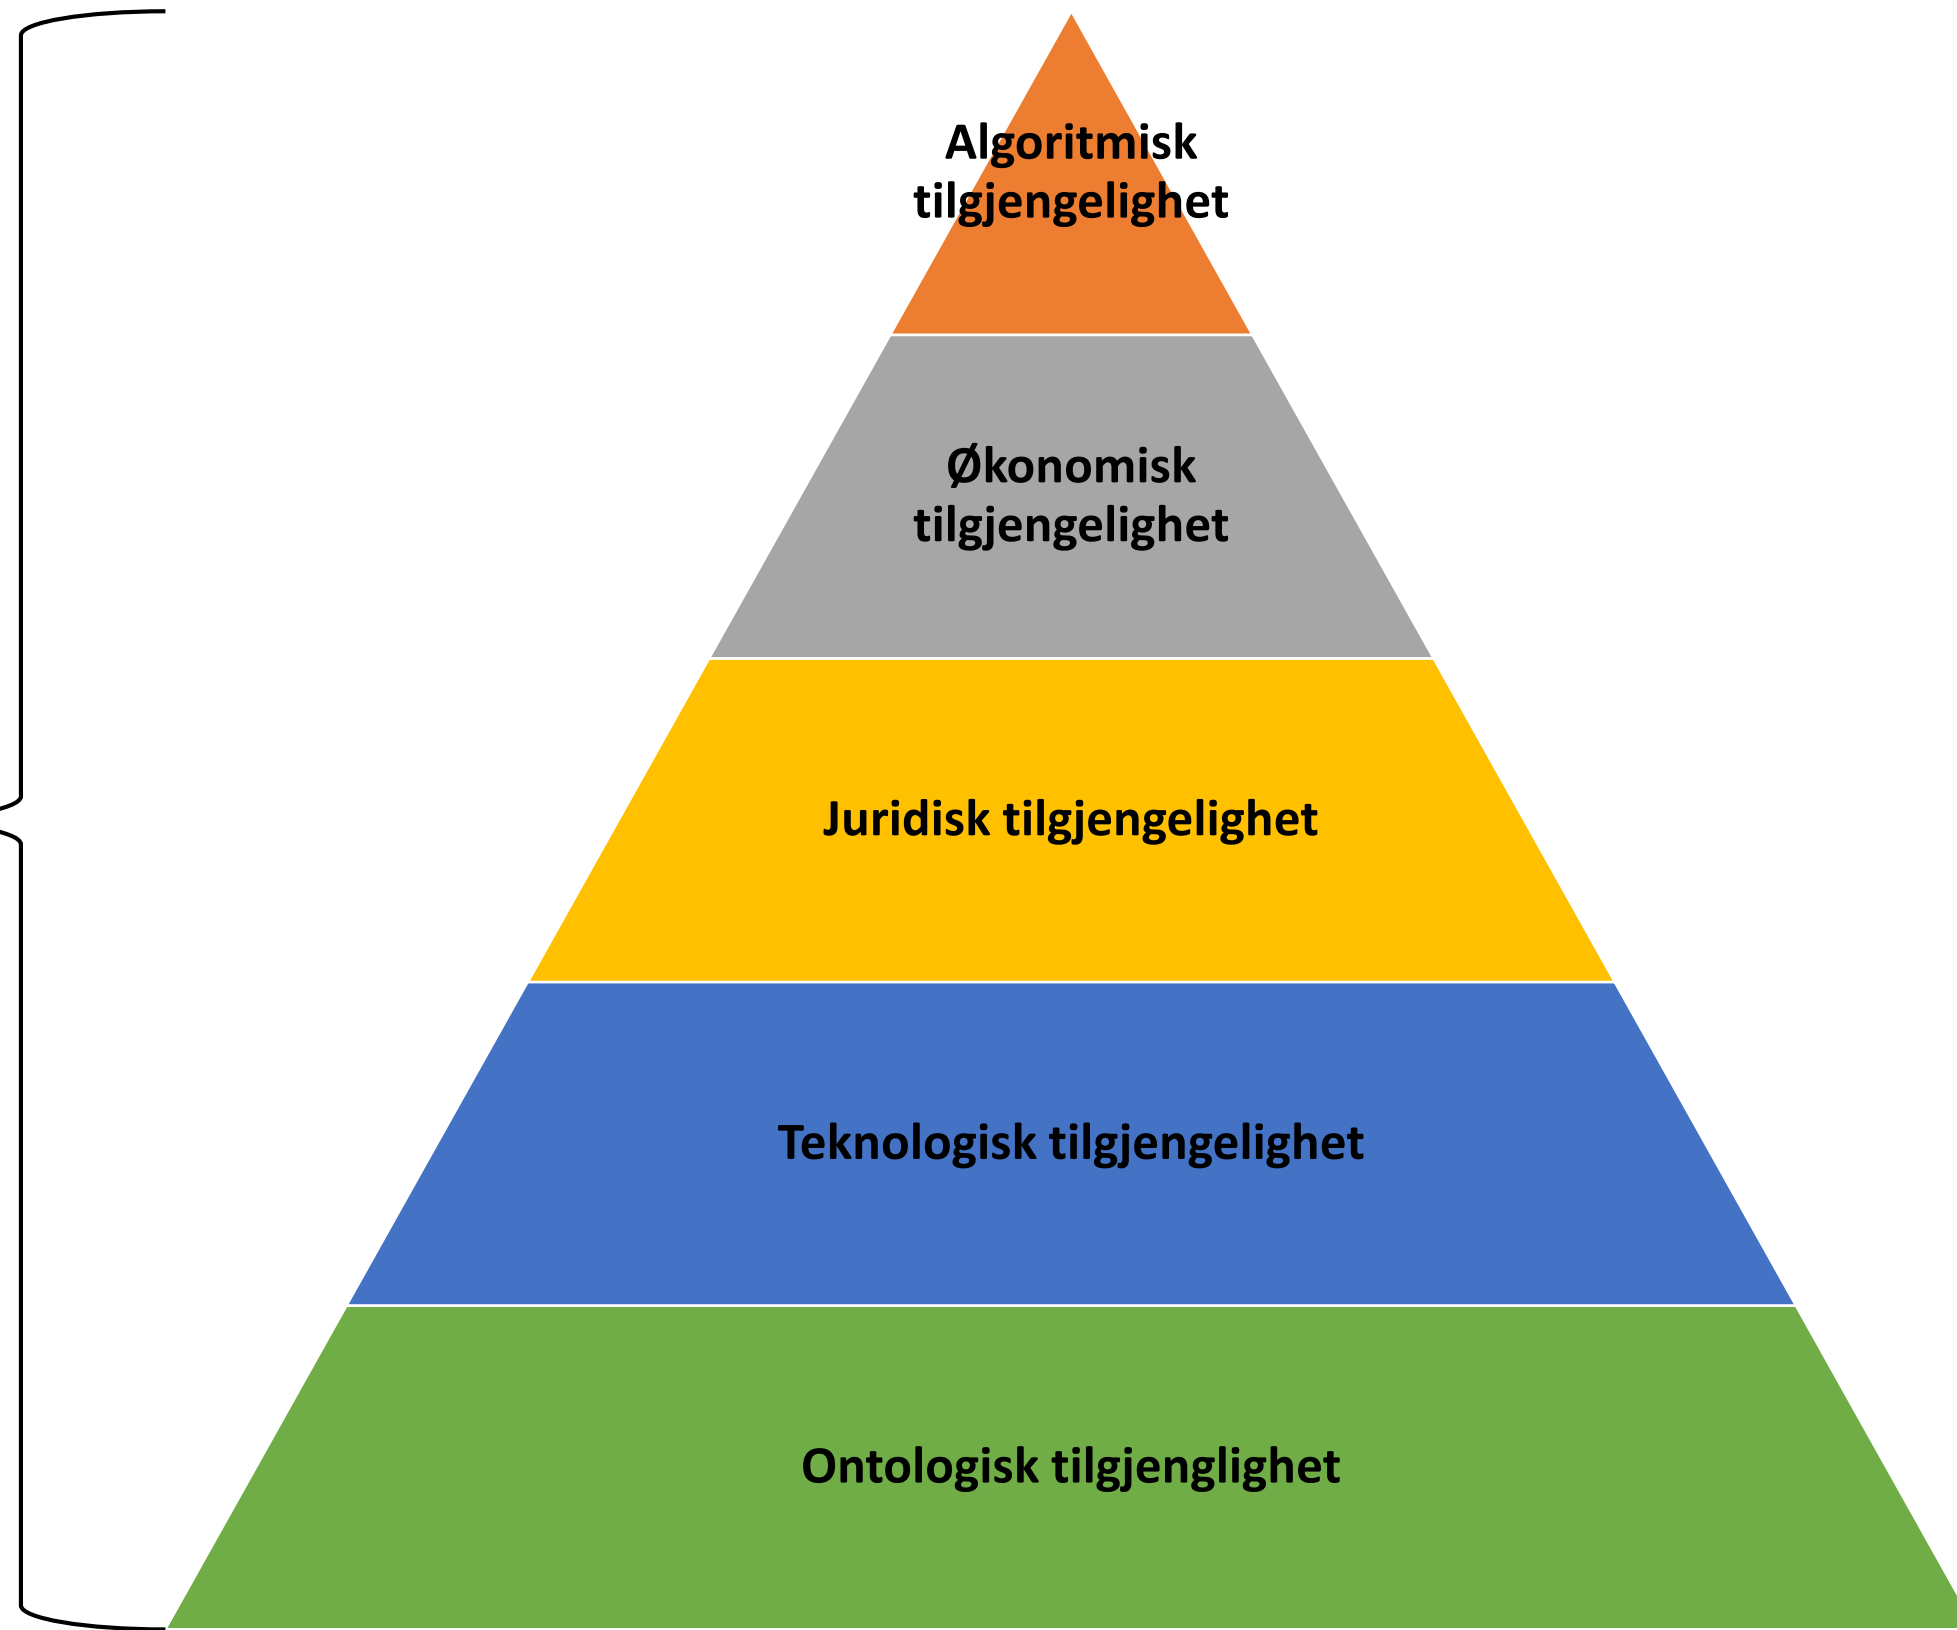 Algoritmisk
tilgjengelighet
Økonomisk
tilgjengelighet
Juridisk tilgjengelighet
Teknologisk tilgjengelighet
Ontologisk tilgjenglighet